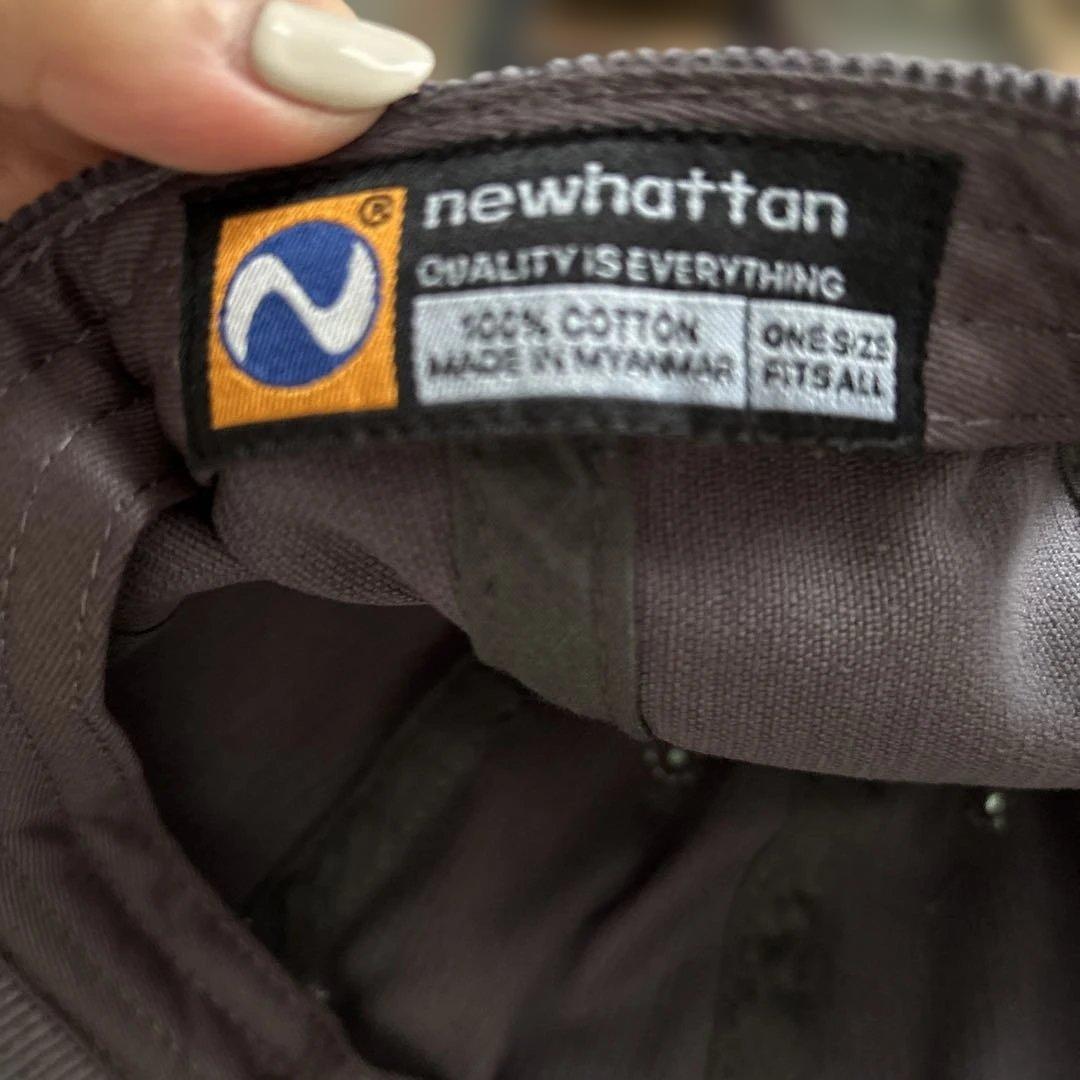 ®
newhattan
QUALITY IS EVERYTHING
100% COTTON
MADE IN MYANMAR
ONE SIZE
FITS ALL